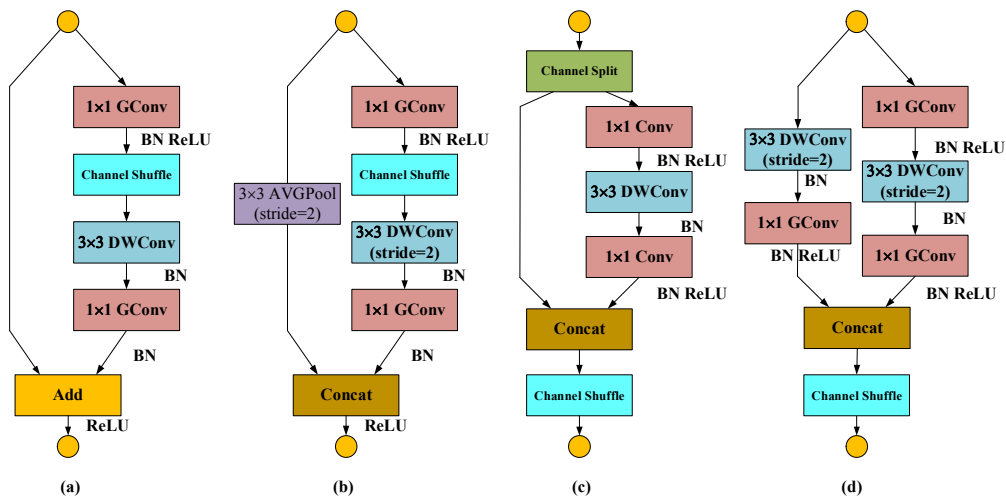 1×1 GConv
BN ReLU
Channel Shuffle
3×3 DWConv
BN
1×1 GConv
BN
Add
ReLU
(a)
1×1 GConv
BN ReLU
Channel Shuffle
3×3 AVGPool
(stride=2)
3×3 DWConv
(stride=2)
BN
1×1 GConv
BN
Concat
ReLU
(b)
Channel Split
1×1 Conv
BN ReLU
3×3 DWConv
BN
1×1 Conv
BN ReLU
Concat
Channel Shuffle
(c)
3×3 DWConv
(stride=2)
BN
1×1 GConv
BN ReLU
1×1 GConv
BN ReLU
3×3 DWConv
(stride=2)
BN
1×1 GConv
BN ReLU
Concat
Channel Shuffle
(d)